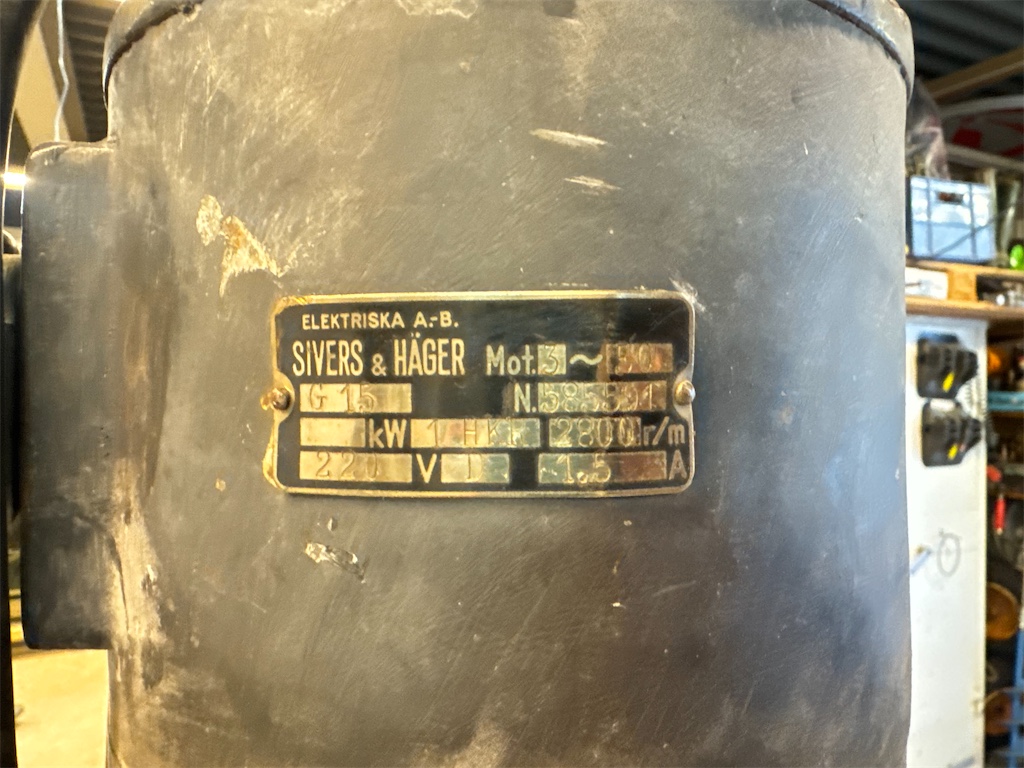 ELEKTRISKA A.-B.
SIVERS & HÄGER Mot. 3 ~ 50
G 15 N. 585591
kW 1 HKr 2800 r/m
220 V D 1,5 A